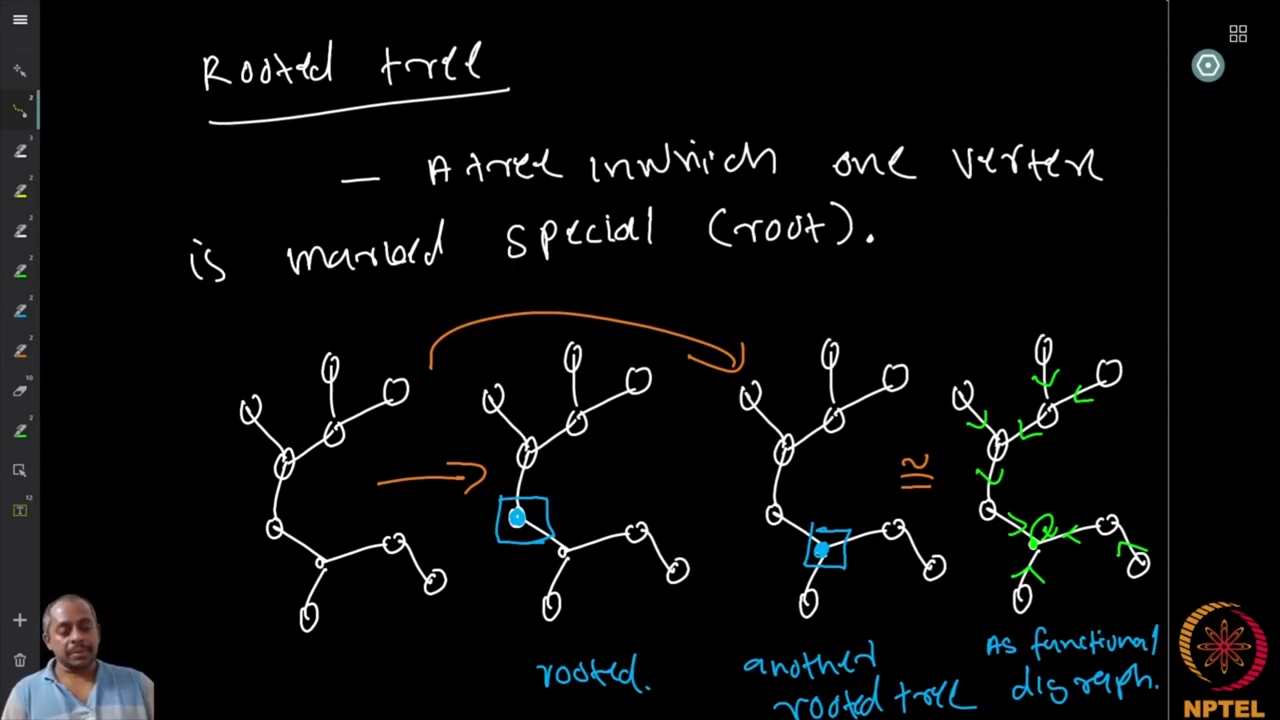 Rooted tree
— A tree in which one vertex
is marked special (root).
≅
rooted.
another
rooted tree
As functional
digraph.
NPTEL